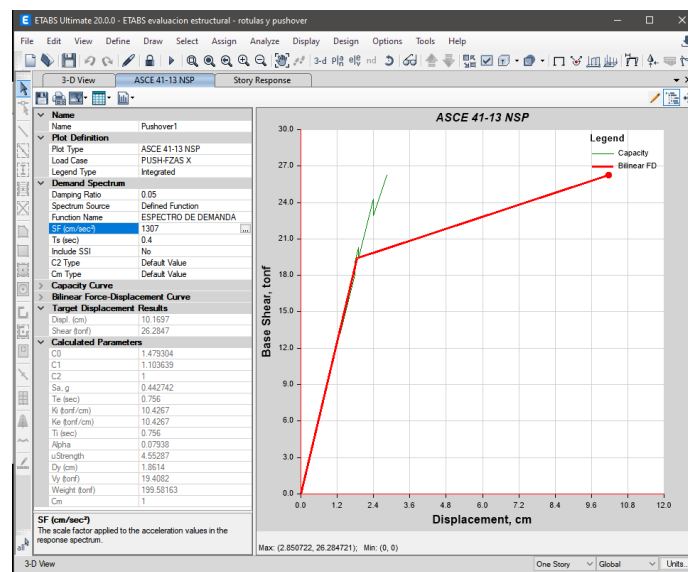 ETABS Ultimate 20.0.0 - ETABS evaluacion estructural - rotulas y pushover
File Edit View Define Draw Select Assign Analyze Display Design Options Tools Help
3-d
nd
3-D View ASCE 41-13 NSP Story Response
Name
Name Pushover1
Plot Definition
Plot Type ASCE 41-13 NSP
Load Case PUSH-FZAS X
Legend Type Integrated
Demand Spectrum
Damping Ratio 0.05
Spectrum Source Defined Function
Function Name ESPECTRO DE DEMANDA
SF (cm/sec²) 1307 ...
Ts (sec) 0.4
Include SSI No
C2 Type Default Value
Cm Type Default Value
Capacity Curve
Bilinear Force-Displacement Curve
Target Displacement Results
Displ. (cm) 10.1697
Shear (tonf) 26.2847
Calculated Parameters
C0 1.479304
C1 1.103639
C2 1
Sa, g 0.442742
Te (sec) 0.756
Ki (tonf/cm) 10.4267
Ke (tonf/cm) 10.4267
Ti (sec) 0.756
Alpha 0.07938
uStrength 4.55287
Dy (cm) 1.8614
Vy (tonf) 19.4082
Weight (tonf) 199.58163
Cm 1
SF (cm/sec²)
The scale factor applied to the acceleration values in the
response spectrum.
ASCE 41-13 NSP
Legend
Capacity
Bilinear FD
30.0
27.0
24.0
21.0
18.0
15.0
12.0
9.0
6.0
3.0
0.0
Base Shear, tonf
0.0 1.2 2.4 3.6 4.8 6.0 7.2 8.4 9.6 10.8 12.0
Displacement, cm
Max: (2.850722, 26.284721); Min: (0, 0)
all
3-D View One Story Global Units...